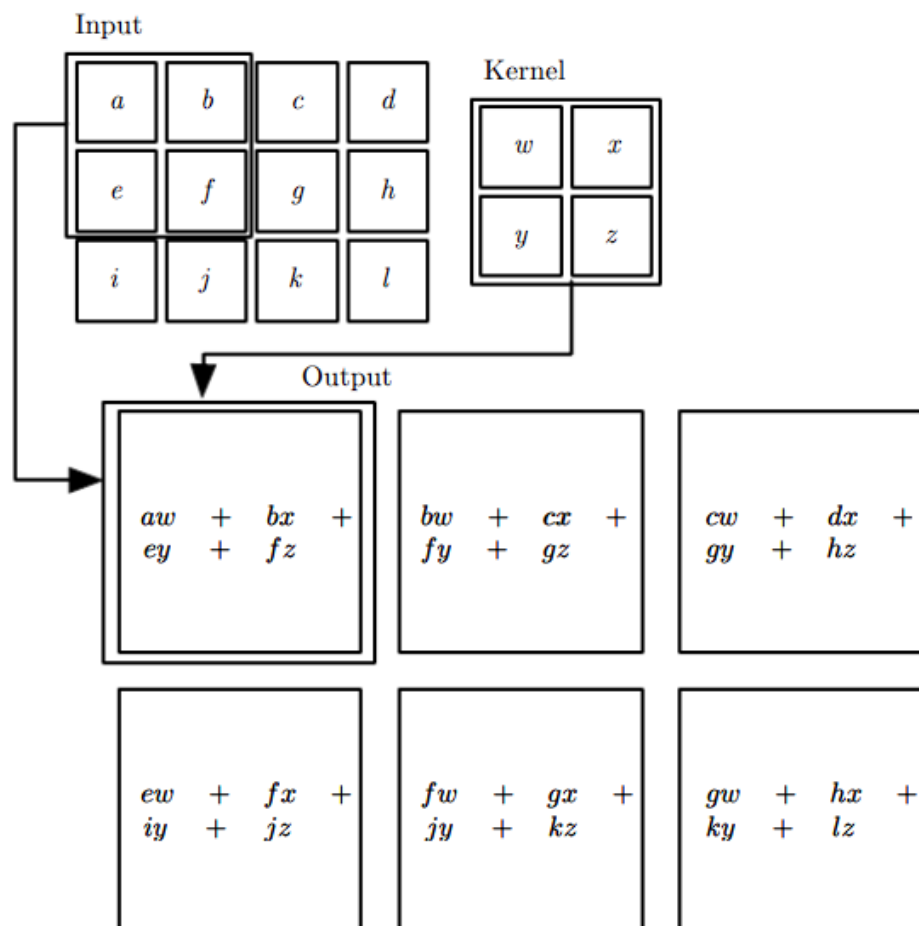 Input
Kernel
a b c d
w x
e f g h
y z
i j k l
Output
aw + bx +
ey + fz
bw + cx +
fy + gz
cw + dx +
gy + hz
ew + fx +
iy + jz
fw + gx +
jy + kz
gw + hx +
ky + lz